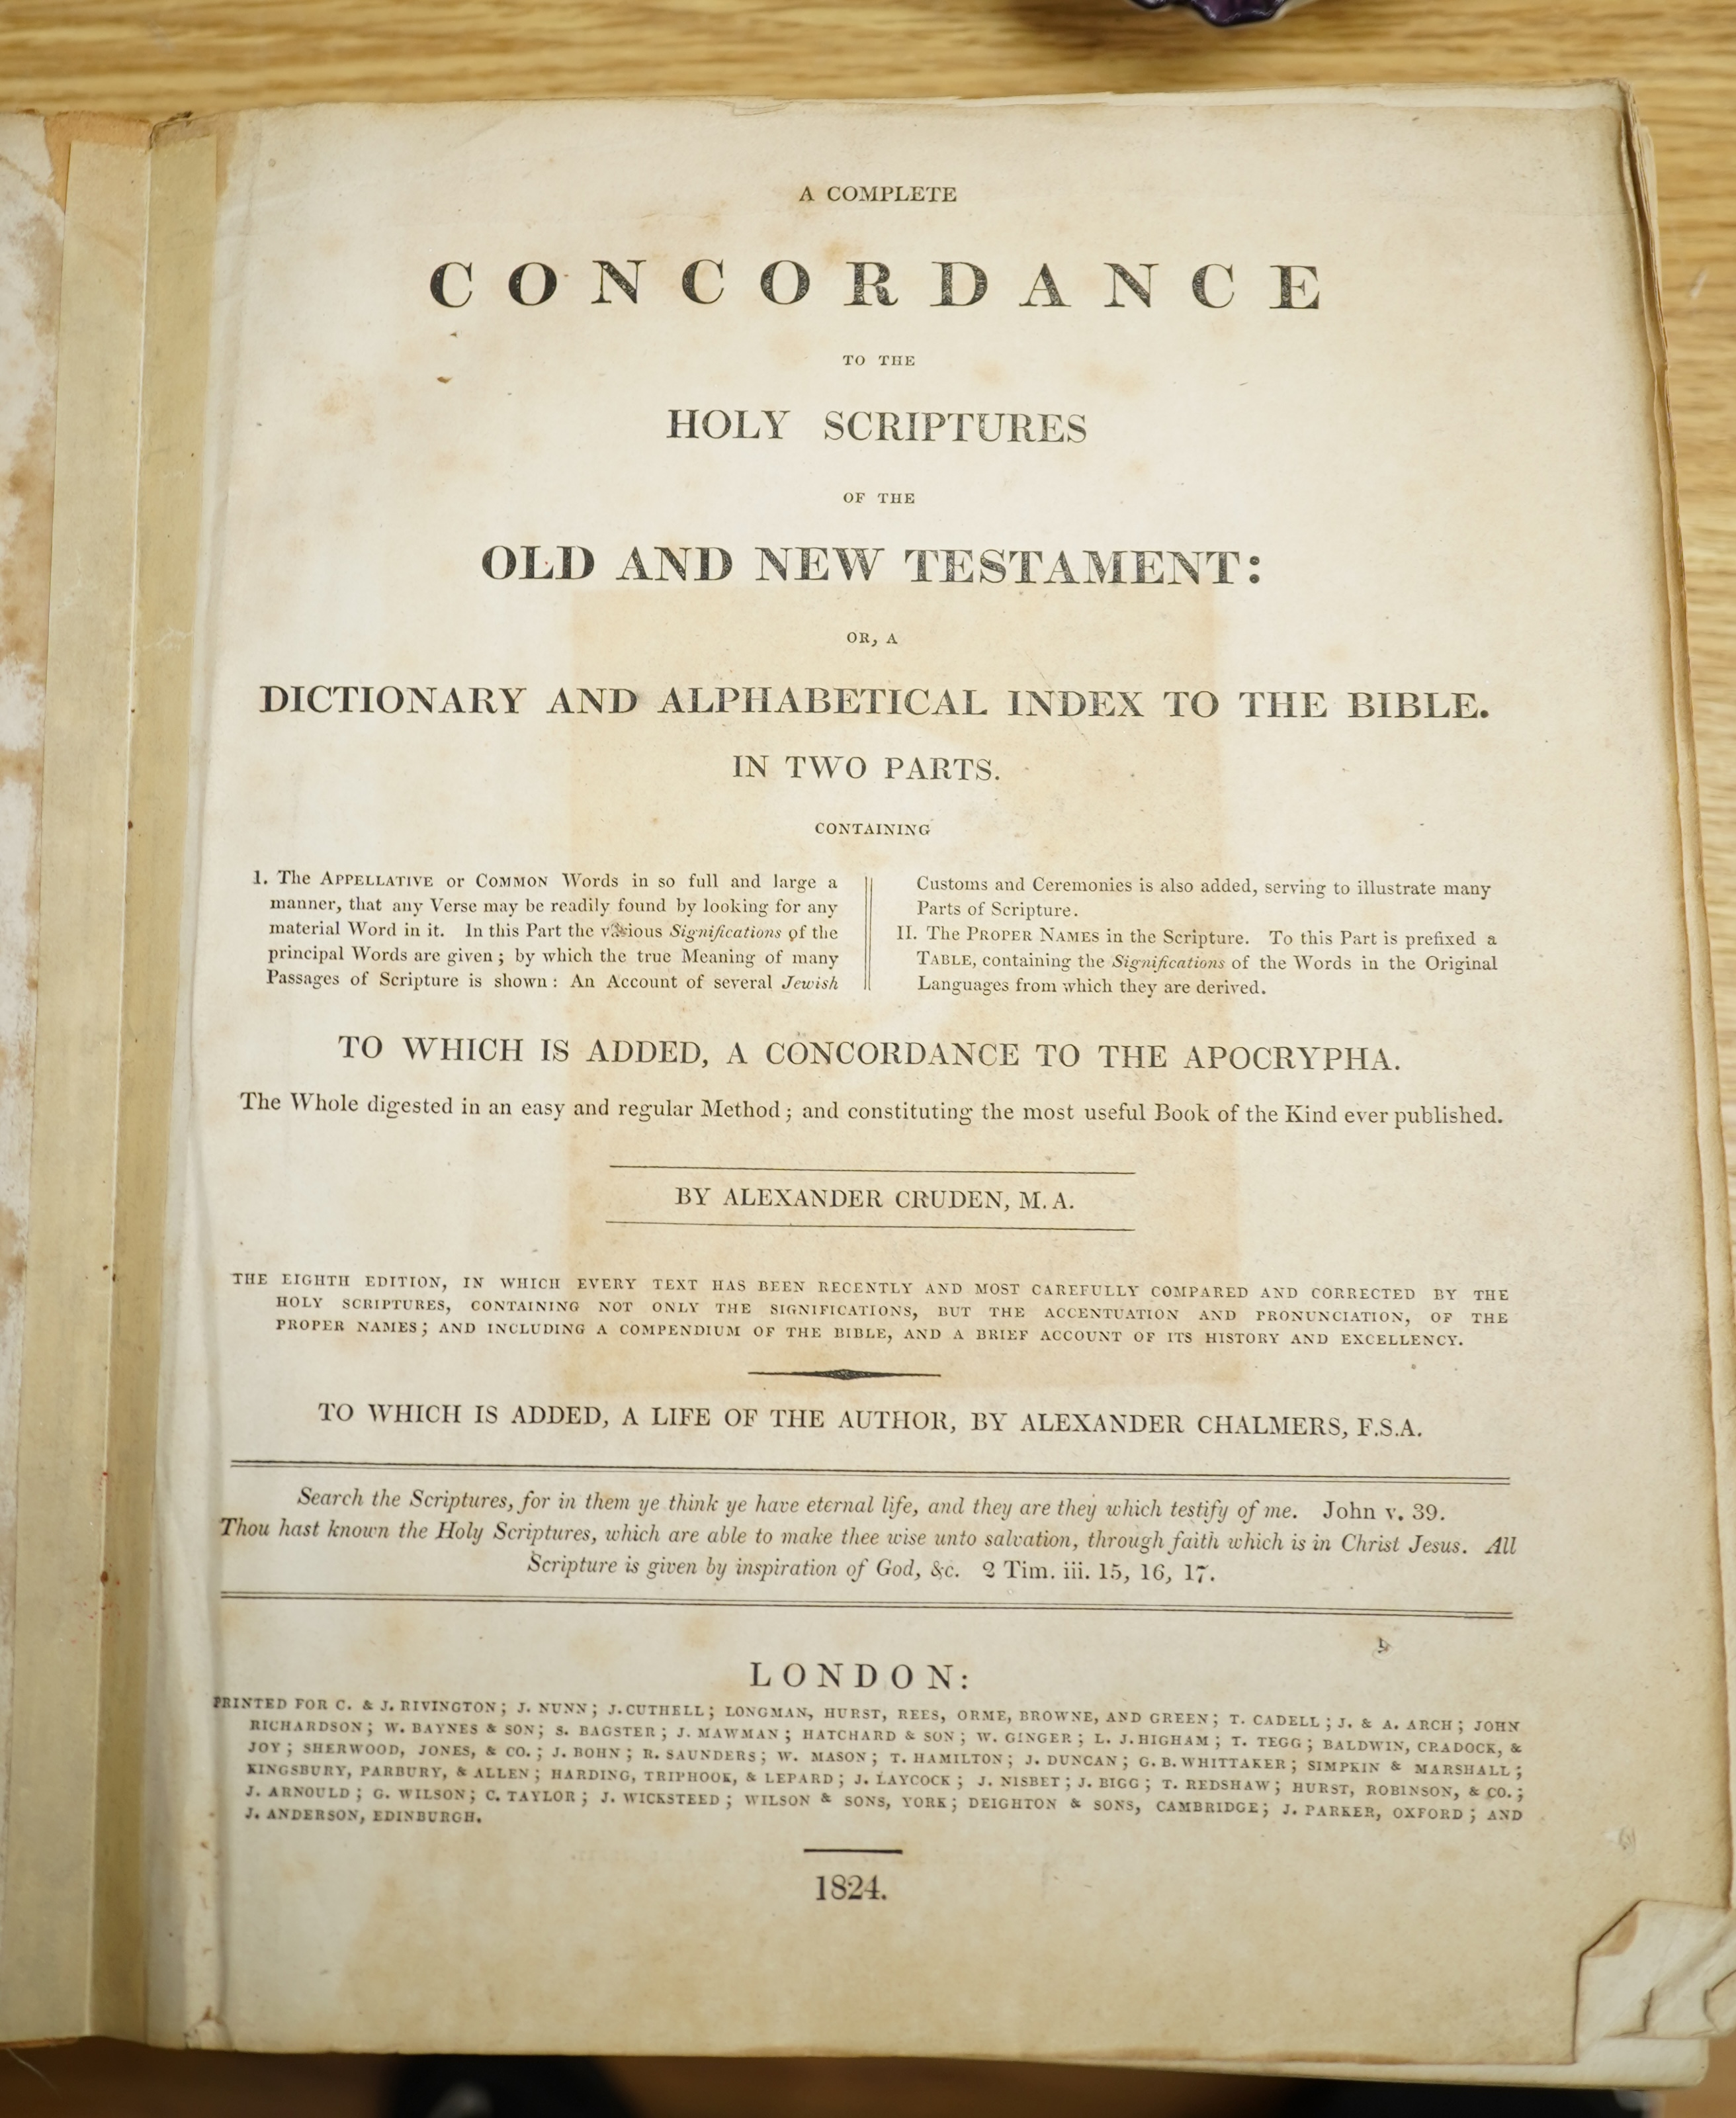 A COMPLETE
CONCORDANCE
TO THE
HOLY SCRIPTURES
OF THE
OLD AND NEW TESTAMENT:
OR, A
DICTIONARY AND ALPHABETICAL INDEX TO THE BIBLE.
IN TWO PARTS.
CONTAINING
I. The APPELLATIVE or COMMON Words in so full and large a
manner, that any Verse may be readily found by looking for any
material Word in it. In this Part the various Significations of the
principal Words are given; by which the true Meaning of many
Passages of Scripture is shown: An Account of several Jewish
Customs and Ceremonies is also added, serving to illustrate many
Parts of Scripture.
II. The PROPER NAMES in the Scripture. To this Part is prefixed a
TABLE, containing the Significations of the Words in the Original
Languages from which they are derived.
TO WHICH IS ADDED, A CONCORDANCE TO THE APOCRYPHA.
The Whole digested in an easy and regular Method; and constituting the most useful Book of the Kind ever published.
BY ALEXANDER CRUDEN, M.A.
THE EIGHTH EDITION, IN WHICH EVERY TEXT HAS BEEN RECENTLY AND MOST CAREFULLY COMPARED AND CORRECTED BY THE
HOLY SCRIPTURES, CONTAINING NOT ONLY THE SIGNIFICATIONS, BUT THE ACCENTUATION AND PRONUNCIATION, OF THE
PROPER NAMES; AND INCLUDING A COMPENDIUM OF THE BIBLE, AND A BRIEF ACCOUNT OF ITS HISTORY AND EXCELLENCY.
TO WHICH IS ADDED, A LIFE OF THE AUTHOR, BY ALEXANDER CHALMERS, F.S.A.
Search the Scriptures, for in them ye think ye have eternal life, and they are they which testify of me. John v. 39.
Thou hast known the Holy Scriptures, which are able to make thee wise unto salvation, through faith which is in Christ Jesus. All
Scripture is given by inspiration of God, &c. 2 Tim. iii. 15, 16, 17.
LONDON:
PRINTED FOR C. & J. RIVINGTON; J. NUNN; J. CUTHELL; LONGMAN, HURST, REES, ORME, BROWNE, AND GREEN; T. CADELL; J. & A. ARCH; JOHN
RICHARDSON; W. BAYNES & SON; S. BAGSTER; J. MAWMAN; HATCHARD & SON; W. GINGER; L. J. HIGHAM; T. TEGG; BALDWIN, CRADOCK, &
JOY; SHERWOOD, JONES, & CO.; J. BOHN; R. SAUNDERS; W. MASON; T. HAMILTON; J. DUNCAN; G. B. WHITTAKER; SIMPKIN & MARSHALL;
KINGSBURY, PARBURY, & ALLEN; HARDING, TRIPHOOK, & LEPARD; J. LAYCOCK; J. NISBET; J. BIGG; T. REDSHAW; HURST, ROBINSON, & CO.;
J. ARNOULD; G. WILSON; C. TAYLOR; J. WICKSTEED; WILSON & SONS, YORK; DEIGHTON & SONS, CAMBRIDGE; J. PARKER, OXFORD; AND
J. ANDERSON, EDINBURGH.
1824.